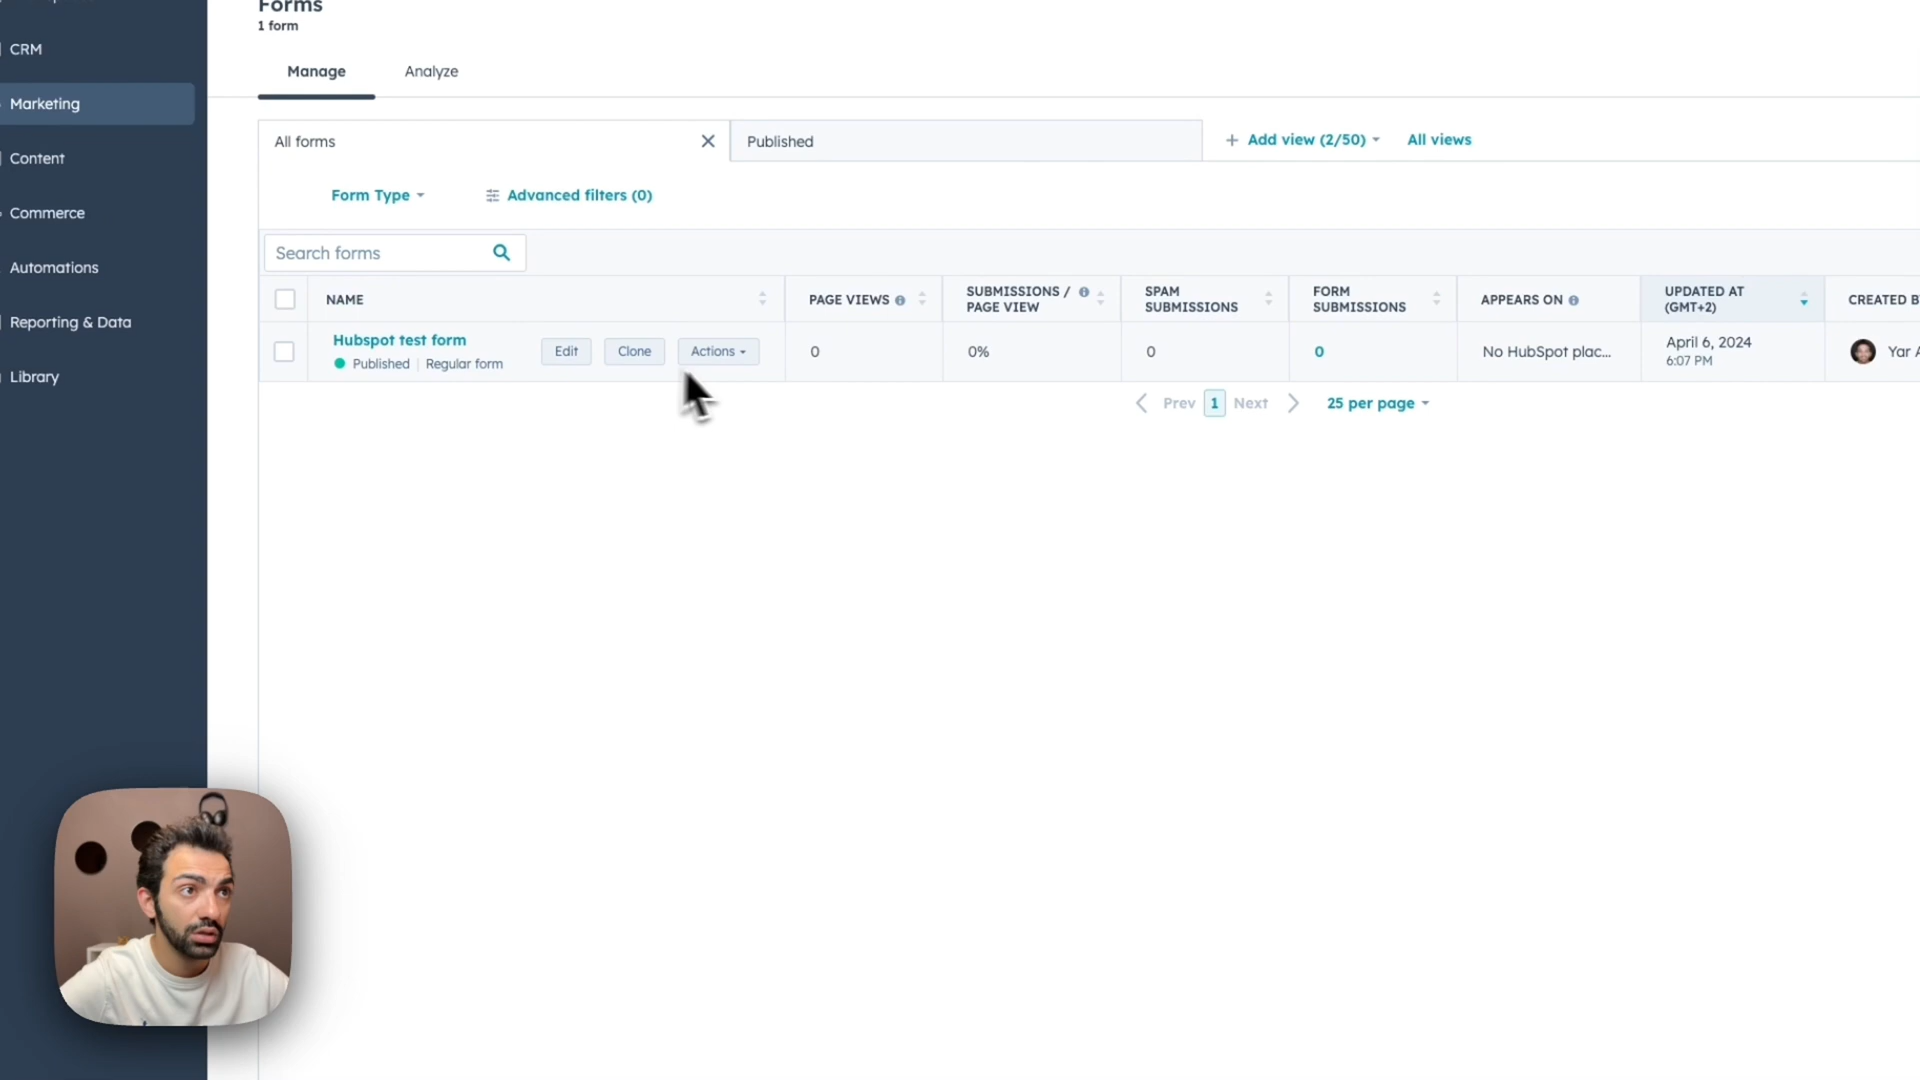 Forms
1 form
CRM
Marketing
Content
Commerce
Automations
Reporting & Data
Library
Manage Analyze
All forms Published + Add view (2/50) All views
Form Type Advanced filters (0)
Search forms
NAME PAGE VIEWS SUBMISSIONS / PAGE VIEW SPAM SUBMISSIONS FORM SUBMISSIONS APPEARS ON UPDATED AT (GMT+2) CREATED B
Hubspot test form Edit Clone Actions 0 0% 0 0 No HubSpot plac... April 6, 2024 Yar A
Published | Regular form 6:07 PM
Prev 1 Next 25 per page